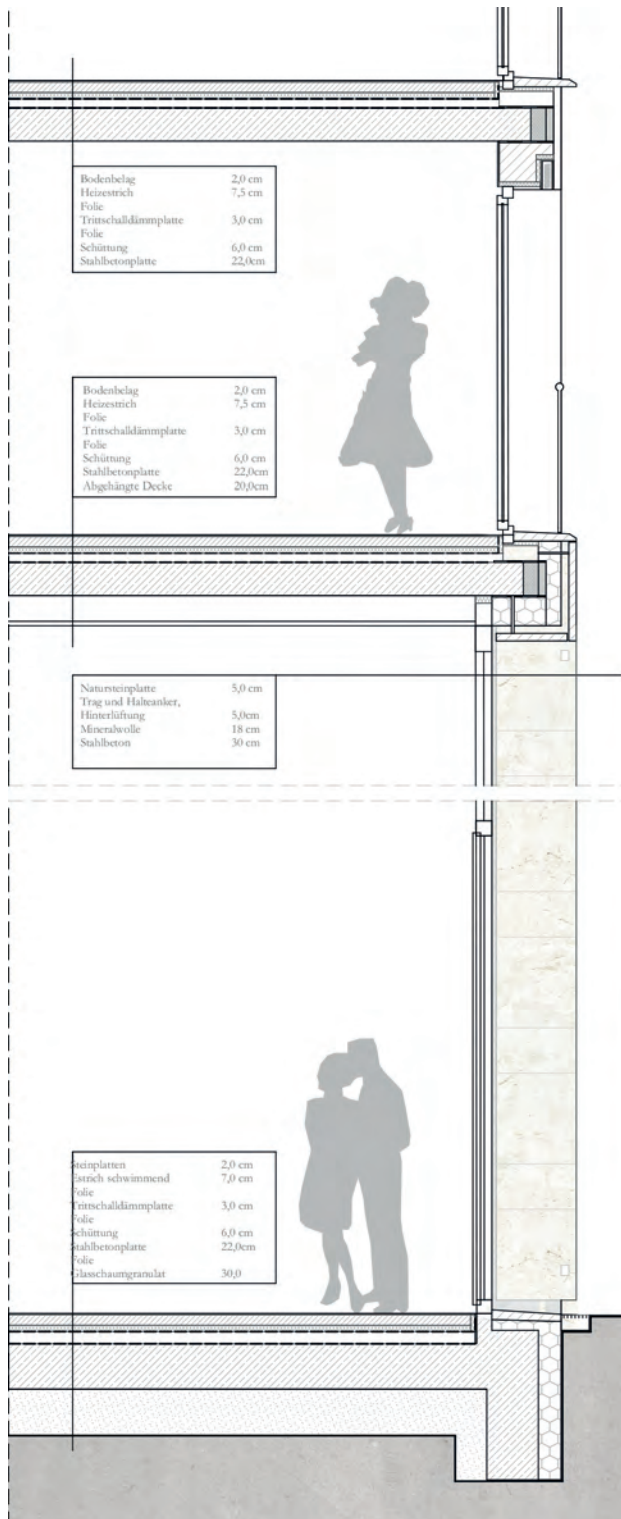 Bodenbelag 2,0 cm
Heizestrich 7,5 cm
Folie
Trittschalldämmplatte 3,0 cm
Folie
Schüttung 6,0 cm
Stahlbetonplatte 22,0cm
Bodenbelag 2,0 cm
Heizestrich 7,5 cm
Folie
Trittschalldämmplatte 3,0 cm
Folie
Schüttung 6,0 cm
Stahlbetonplatte 22,0cm
Abgehängte Decke 20,0cm
Natursteinplatte 5,0 cm
Trag und Halteanker,
Hinterlüftung 5,0cm
Mineralwolle 18 cm
Stahlbeton 30 cm
Steinplatten 2,0 cm
Estrich schwimmend 7,0 cm
Folie
Trittschalldämmplatte 3,0 cm
Folie
Schüttung 6,0 cm
Stahlbetonplatte 22,0cm
Folie
Glasschaumgranulat 30,0